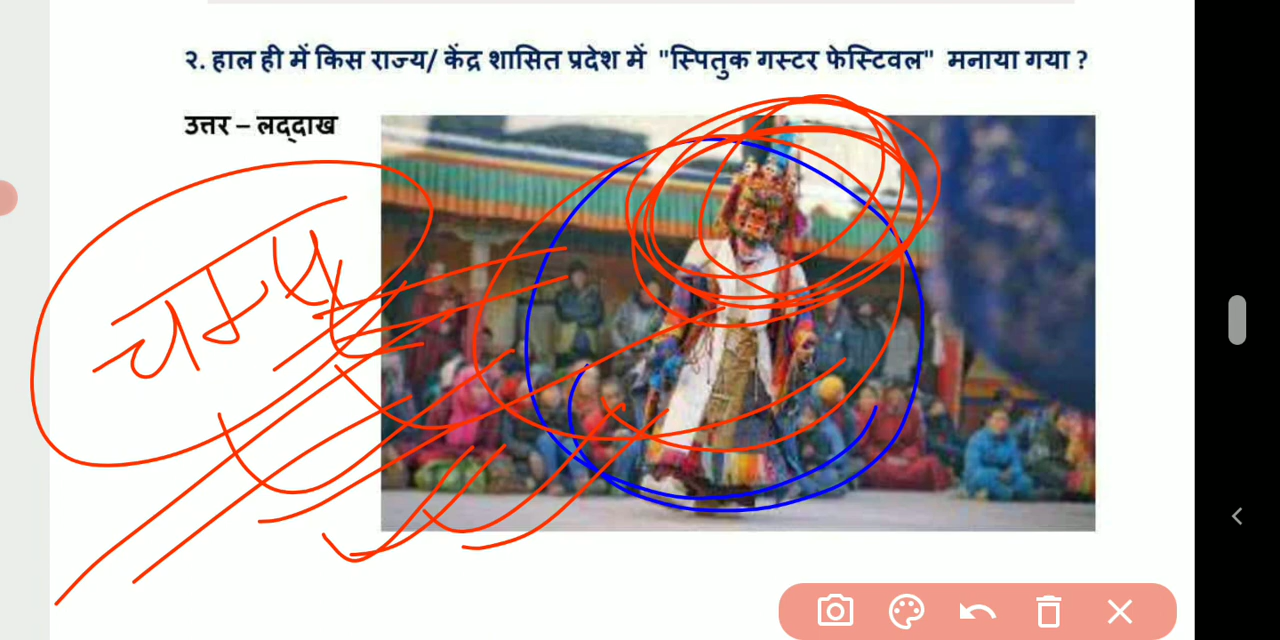 २. हाल ही में किस राज्य/ केंद्र शासित प्रदेश में "स्पितुक गस्टर फेस्टिवल" मनाया गया ?
उत्तर – लद्दाख